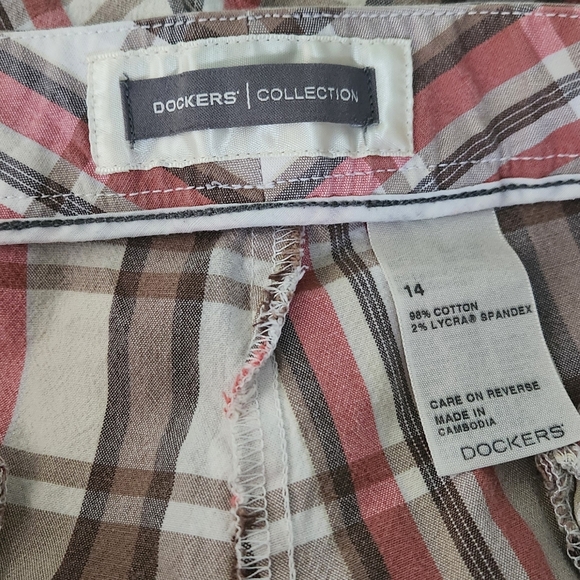 DOCKERS® | COLLECTION
14
98% COTTON
2% LYCRA® SPANDEX
CARE ON REVERSE
MADE IN
CAMBODIA
DOCKERS®